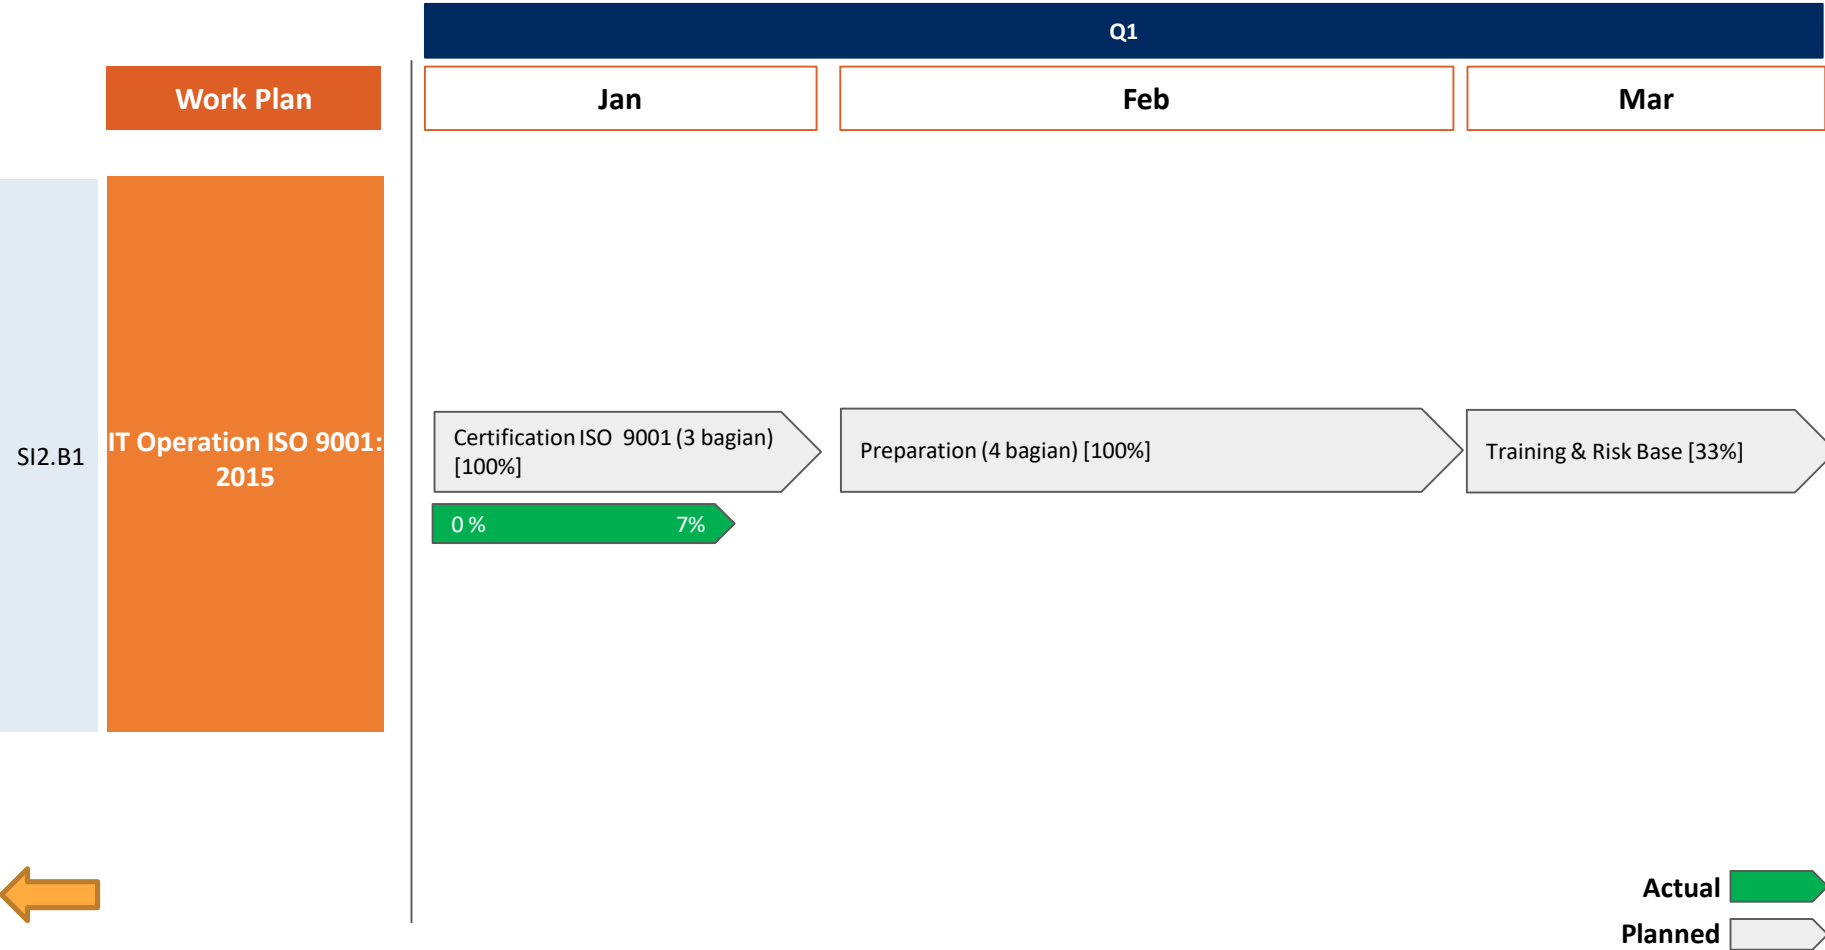 Q1
Work Plan
Jan
Feb
Mar
SI2.B1
IT Operation ISO 9001:
2015
Certification ISO 9001 (3 bagian)
[100%]
Preparation (4 bagian) [100%]
Training & Risk Base [33%]
0 % 7%
Actual
Planned